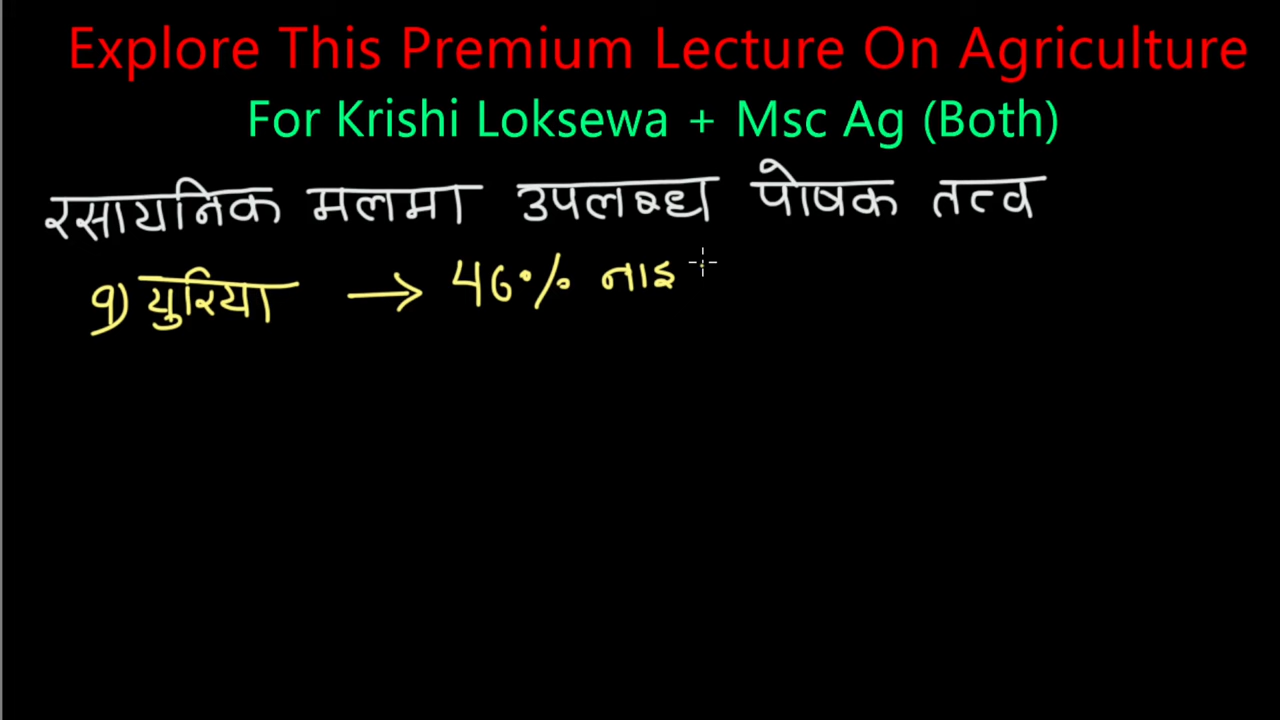 Explore This Premium Lecture On Agriculture
For Krishi Loksewa + Msc Ag (Both)
रसायनिक मलमा उपलब्ध पोषक तत्व
१) युरिया → 46% नाइ